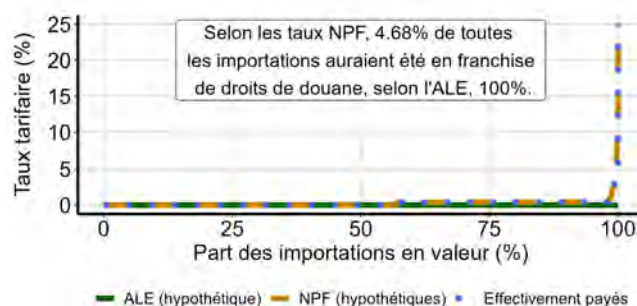 25
20
15
10
5
0
Taux tarifaire (%)
Selon les taux NPF, 4.68% de toutes
les importations auraient été en franchise
de droits de douane, selon l'ALE, 100%.
0 25 50 75 100
Part des importations en valeur (%)
ALE (hypothétique) NPF (hypothétiques) Effectivement payés